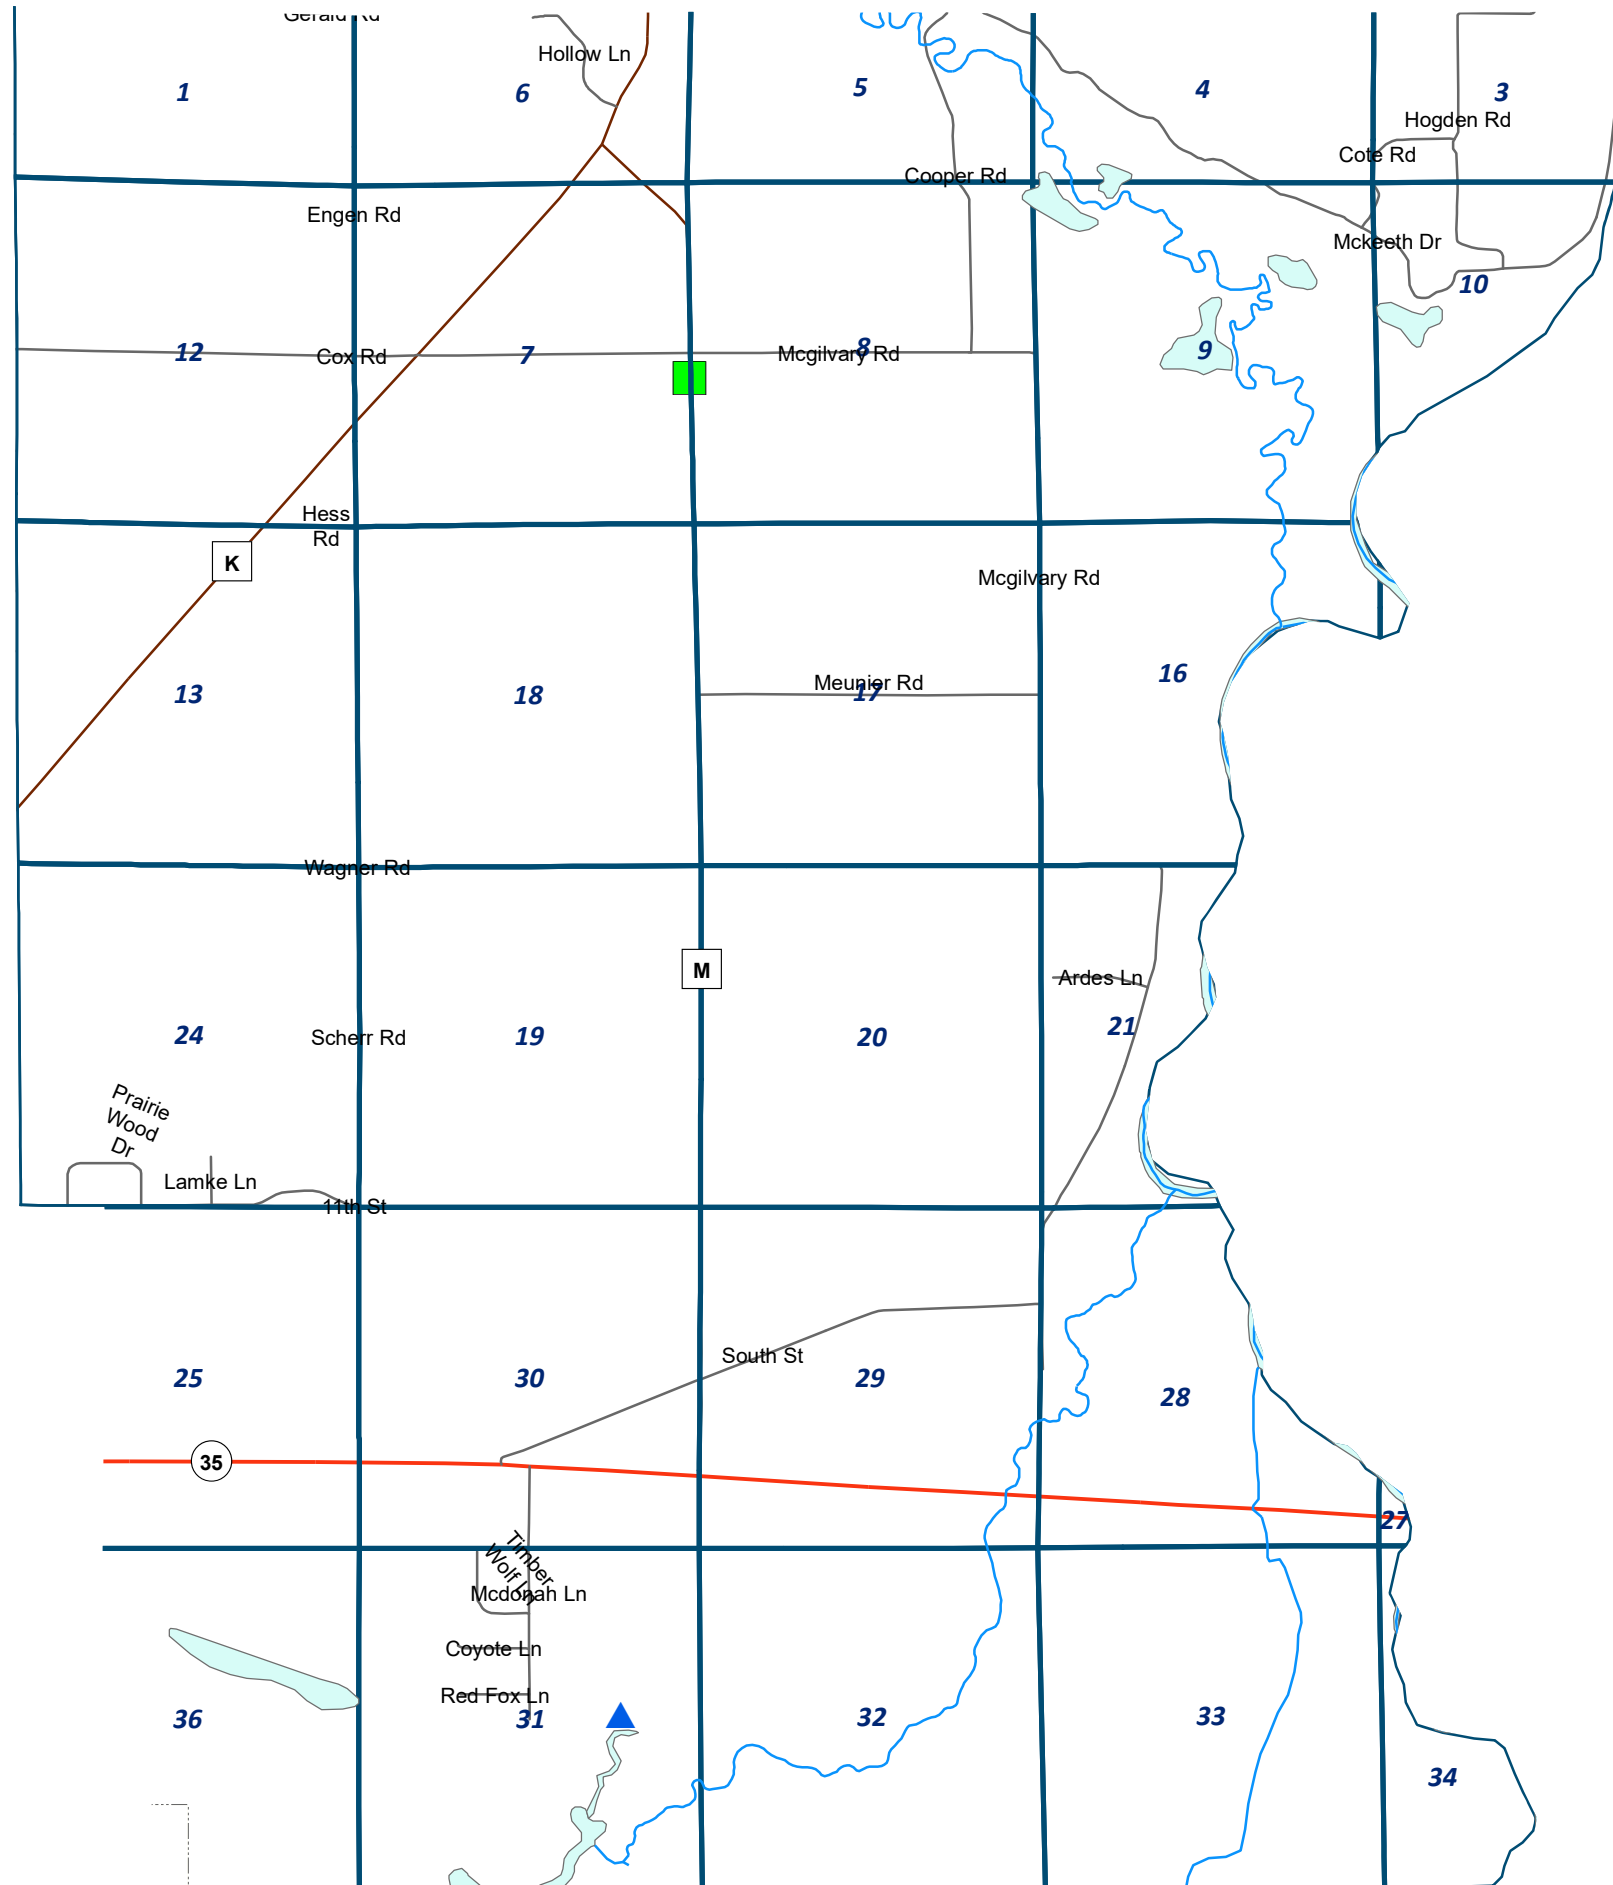 Gerald Rd
Hollow Ln
1
6
5
4
3
Hogden Rd
Cote Rd
Cooper Rd
Engen Rd
Mckeeth Dr
10
12
Cox Rd
7
Mcgilvary Rd
8
9
Hess
Rd
K
Mcgilvary Rd
13
18
Meunier Rd
17
16
Wagner Rd
M
Ardes Ln
24
Scherr Rd
19
20
21
Prairie
Wood
Dr
Lamke Ln
11th St
South St
25
30
29
28
35
27
Timber
Wolf Ln
Mcdonah Ln
Coyote Ln
Red Fox Ln
36
31
32
33
34